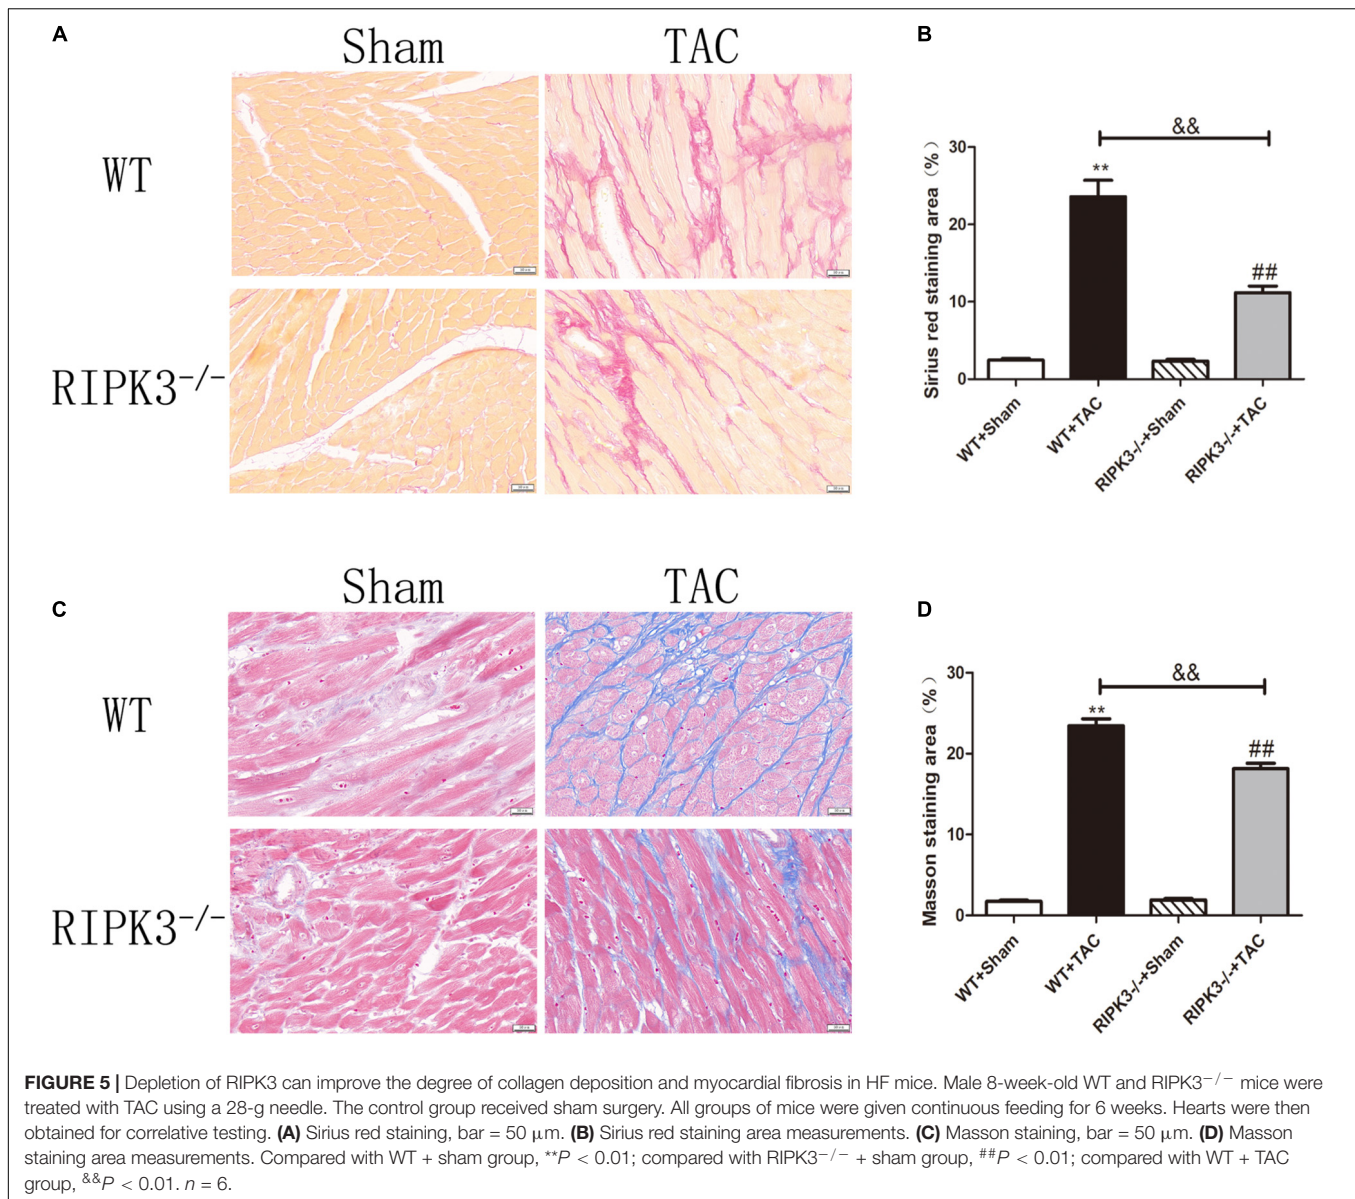 A
Sham
TAC
WT
RIPK3−/−
B
Sirius red staining area (%)
30
20
10
0
**
&&
##
WT+Sham
WT+TAC
RIPK3-/-+Sham
RIPK3-/-+TAC
C
Sham
TAC
WT
RIPK3−/−
D
Masson staining area (%)
30
20
10
0
**
&&
##
WT+Sham
WT+TAC
RIPK3-/-+Sham
RIPK3-/-+TAC
FIGURE 5 | Depletion of RIPK3 can improve the degree of collagen deposition and myocardial fibrosis in HF mice. Male 8-week-old WT and RIPK3−/− mice were
treated with TAC using a 28-g needle. The control group received sham surgery. All groups of mice were given continuous feeding for 6 weeks. Hearts were then
obtained for correlative testing. (A) Sirius red staining, bar = 50 μm. (B) Sirius red staining area measurements. (C) Masson staining, bar = 50 μm. (D) Masson
staining area measurements. Compared with WT + sham group, **P < 0.01; compared with RIPK3−/− + sham group, ##P < 0.01; compared with WT + TAC
group, &&P < 0.01. n = 6.